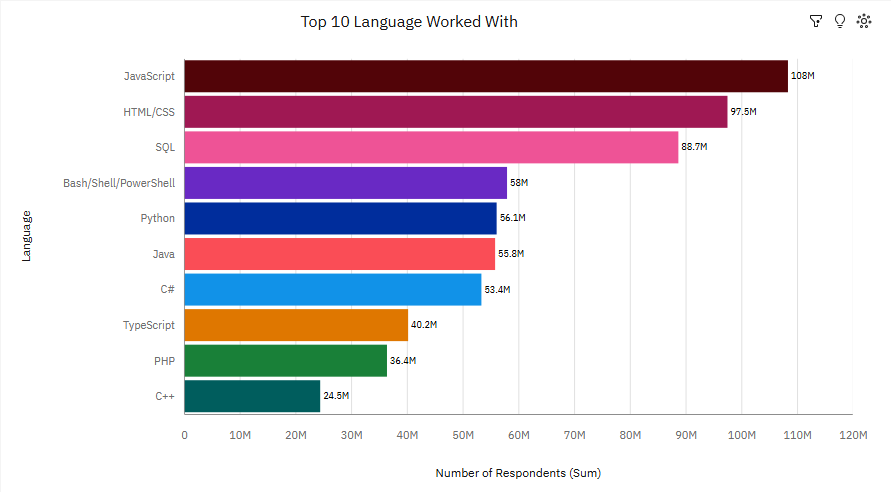 Top 10 Language Worked With
Language
JavaScript 108M
HTML/CSS 97.5M
SQL 88.7M
Bash/Shell/PowerShell 58M
Python 56.1M
Java 55.8M
C# 53.4M
TypeScript 40.2M
PHP 36.4M
C++ 24.5M
0 10M 20M 30M 40M 50M 60M 70M 80M 90M 100M 110M 120M
Number of Respondents (Sum)